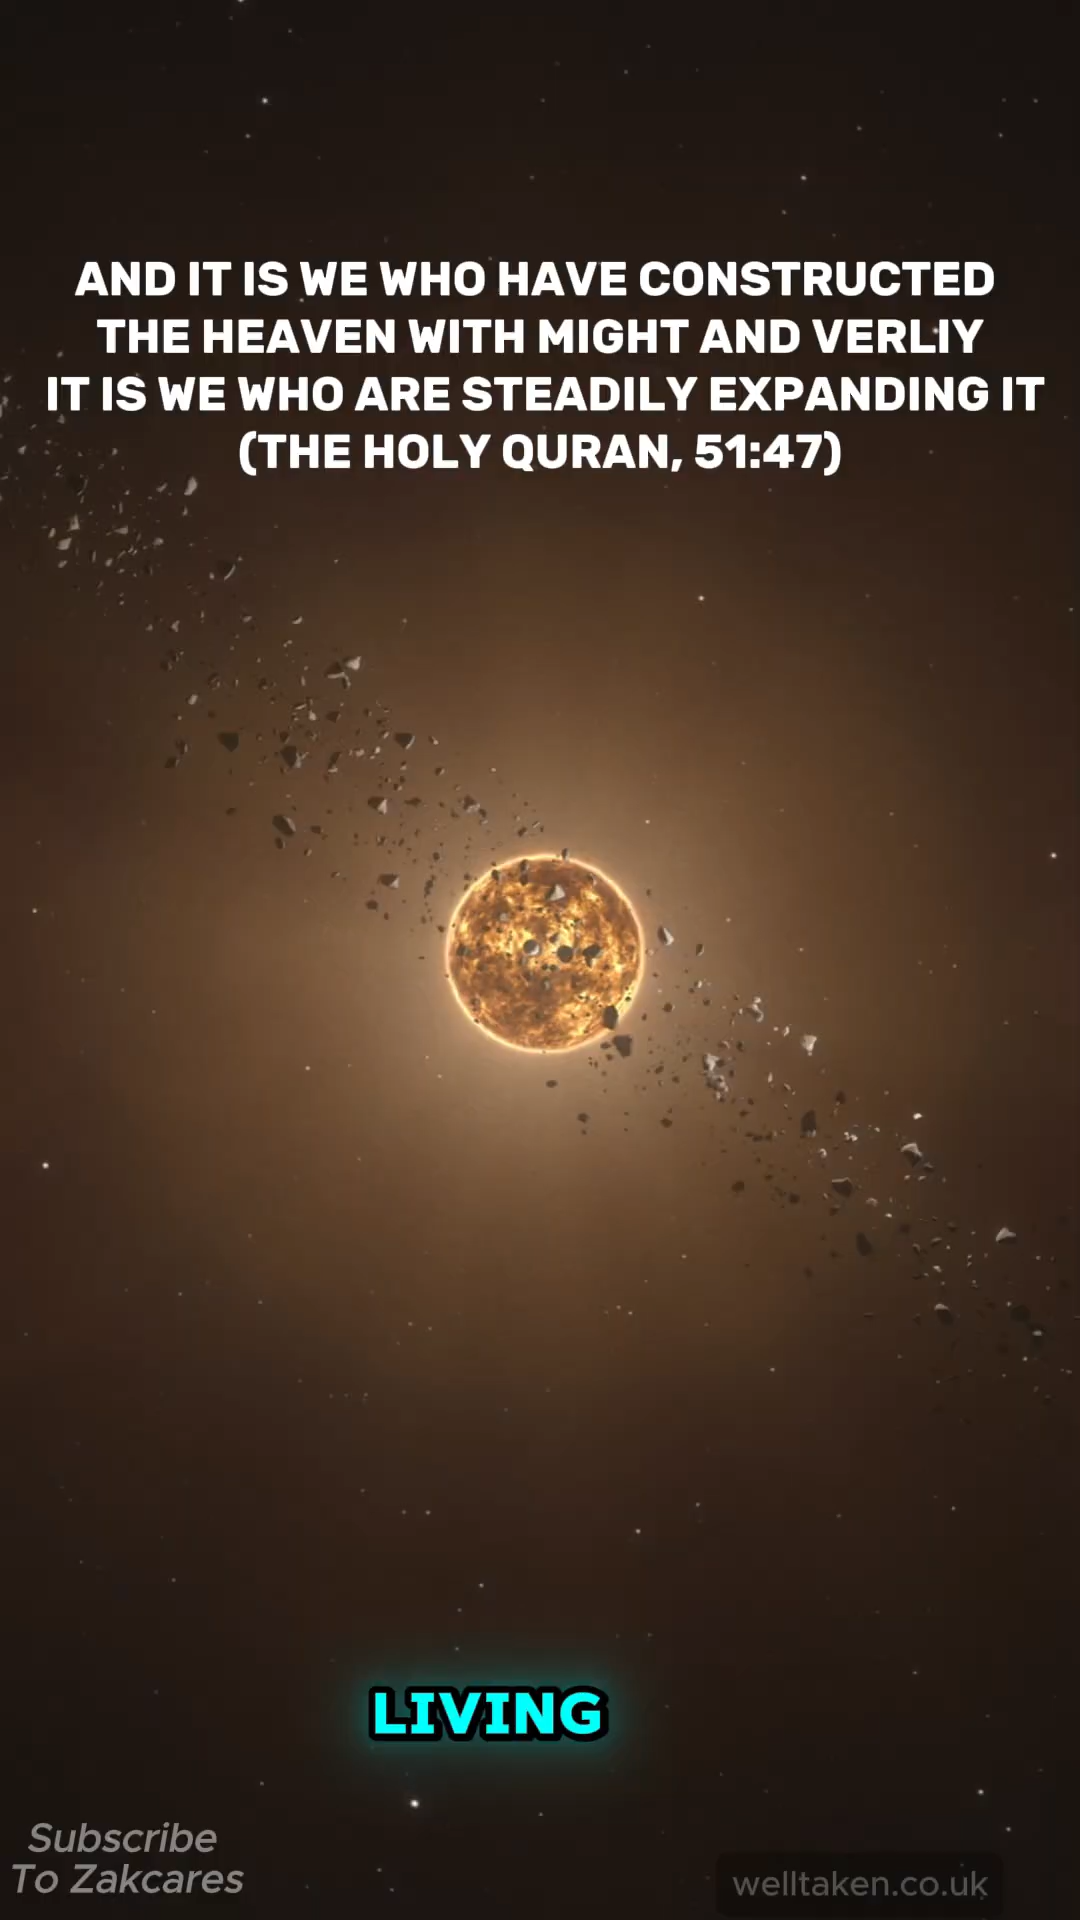 AND IT IS WE WHO HAVE CONSTRUCTED
THE HEAVEN WITH MIGHT AND VERLIY
IT IS WE WHO ARE STEADILY EXPANDING IT
(THE HOLY QURAN, 51:47)
LIVING
Subscribe
To Zakcares
welltaken.co.uk